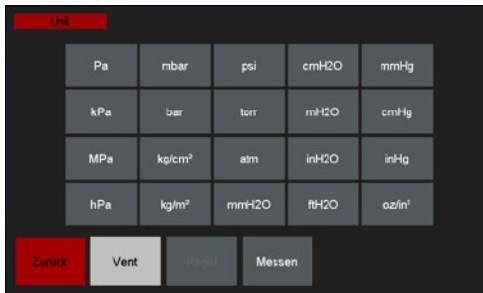 Unit
Pa mbar psi cmH2O mmHg
kPa bar torr mH2O cmHg
MPa kg/cm² atm inH2O inHg
hPa kg/m² mmH2O ftH2O oz/in²
Zurück Vent Regel Messen